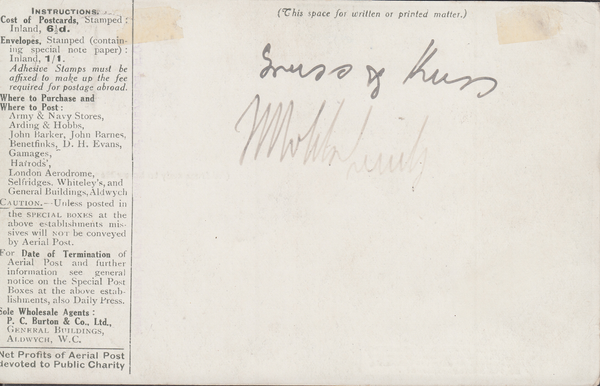 INSTRUCTIONS.
Cost of Postcards, Stamped:
Inland, 6½d.
Envelopes, Stamped (contain-
ing special note paper):
Inland, 1/1.
Adhesive Stamps must be
affixed to make up the fee
required for postage abroad.
Where to Purchase and
Where to Post:
Army & Navy Stores,
Arding & Hobbs,
John Barker, John Barnes,
Benetfinks, D. H. Evans,
Gamages,
Harrods',
London Aerodrome,
Selfridges, Whiteley's, and
General Buildings, Aldwych
CAUTION.—Unless posted in
the SPECIAL BOXES at the
above establishments mis-
sives will NOT be conveyed
by Aerial Post.
For Date of Termination of
Aerial Post and further
information see general
notice on the Special Post
Boxes at the above estab-
lishments, also Daily Press.
Sole Wholesale Agents:
P. C. Burton & Co., Ltd.,
GENERAL BUILDINGS,
ALDWYCH, W.C.
Net Profits of Aerial Post
devoted to Public Charity
(This space for written or printed matter.)
Gruss & Kuss